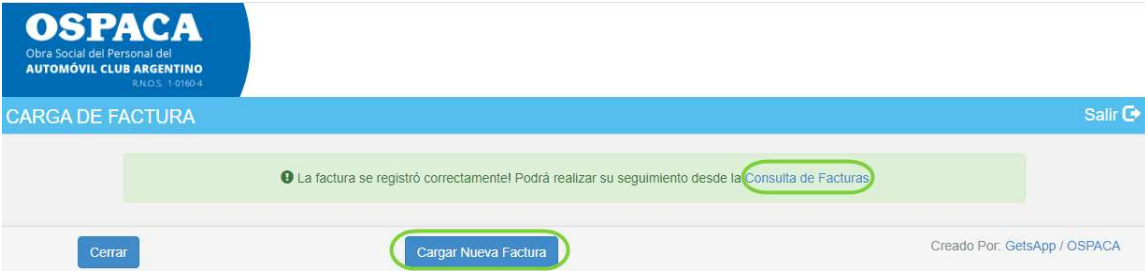 OSPACA
Obra Social del Personal del
AUTOMÓVIL CLUB ARGENTINO
R.N.O.S. 1-0160-4
CARGA DE FACTURA
Salir
La factura se registró correctamente! Podrá realizar su seguimiento desde la Consulta de Facturas
Cerrar
Cargar Nueva Factura
Creado Por: GetsApp / OSPACA